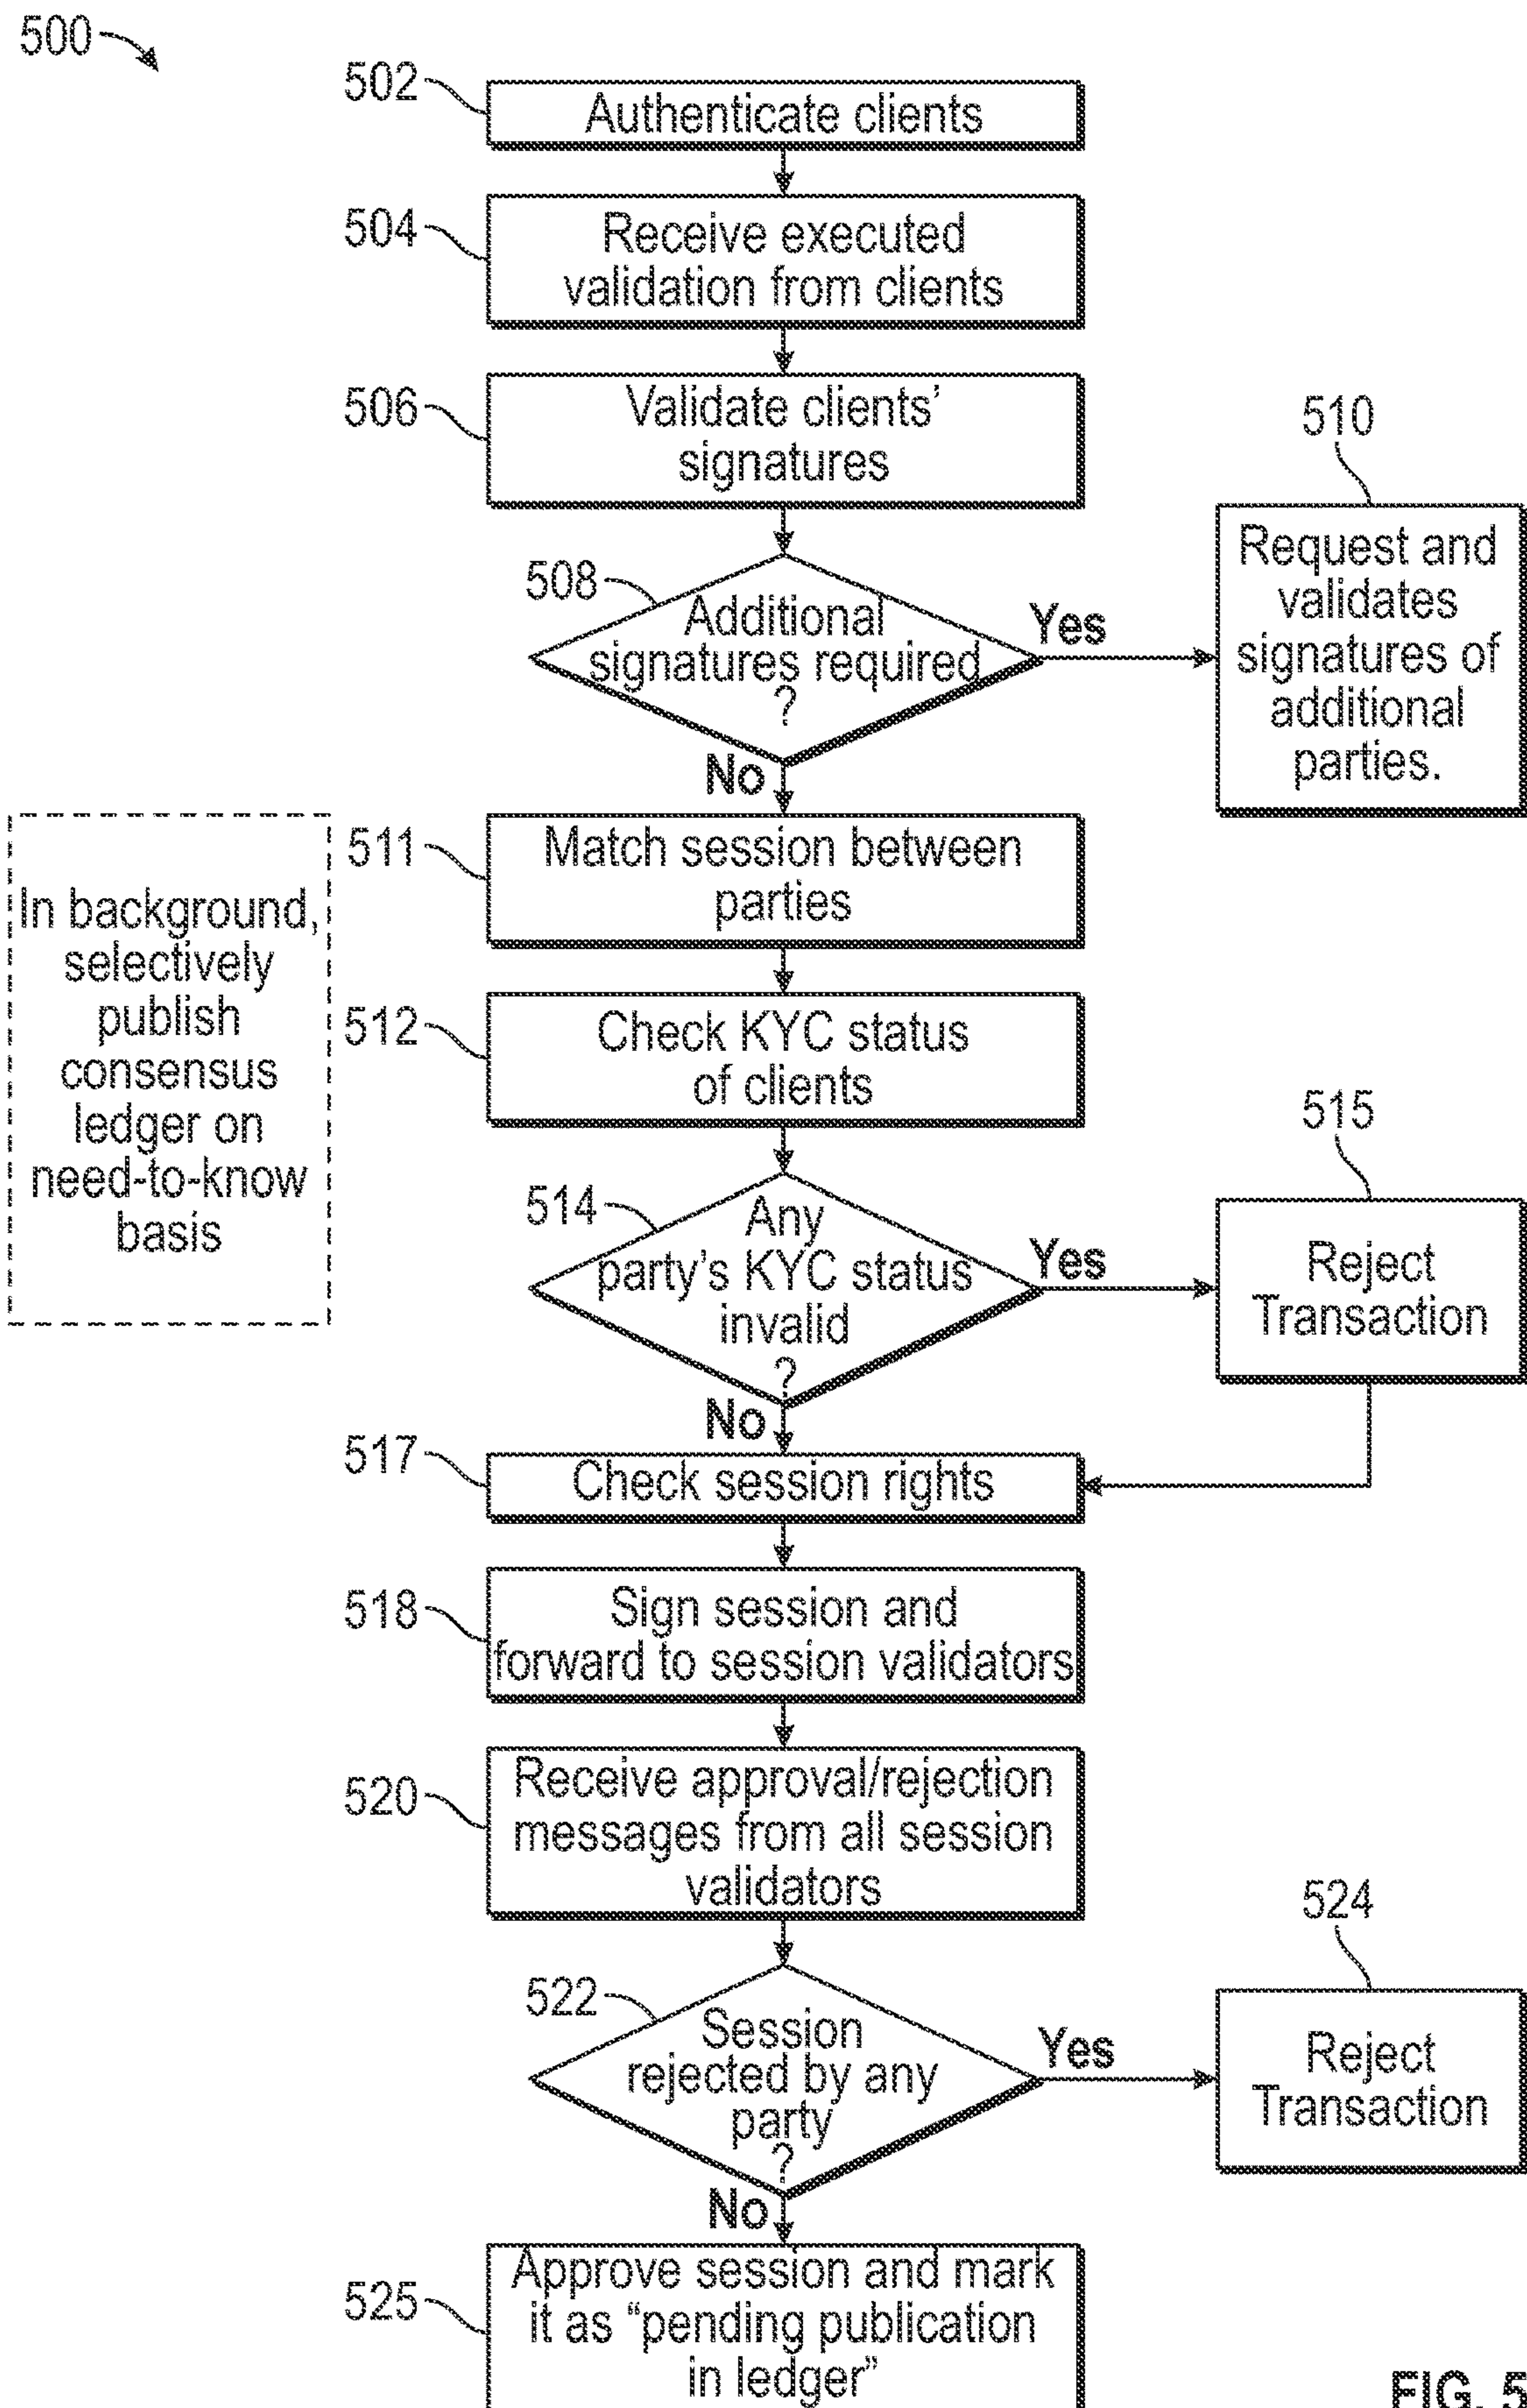 500
502
Authenticate clients
504
Receive executed
validation from clients
506
Validate clients’
signatures
510
Request and
validates
signatures of
additional
parties.
508
Additional
signatures required
?
Yes
No
In background,
selectively
publish
consensus
ledger on
need-to-know
basis
511
Match session between
parties
512
Check KYC status
of clients
514
Any
party’s KYC status
invalid
?
Yes
515
Reject
Transaction
No
517
Check session rights
518
Sign session and
forward to session validators
520
Receive approval/rejection
messages from all session
validators
522
Session
rejected by any
party
?
Yes
524
Reject
Transaction
No
525
Approve session and mark
it as “pending publication
in ledger”
FIG. 5